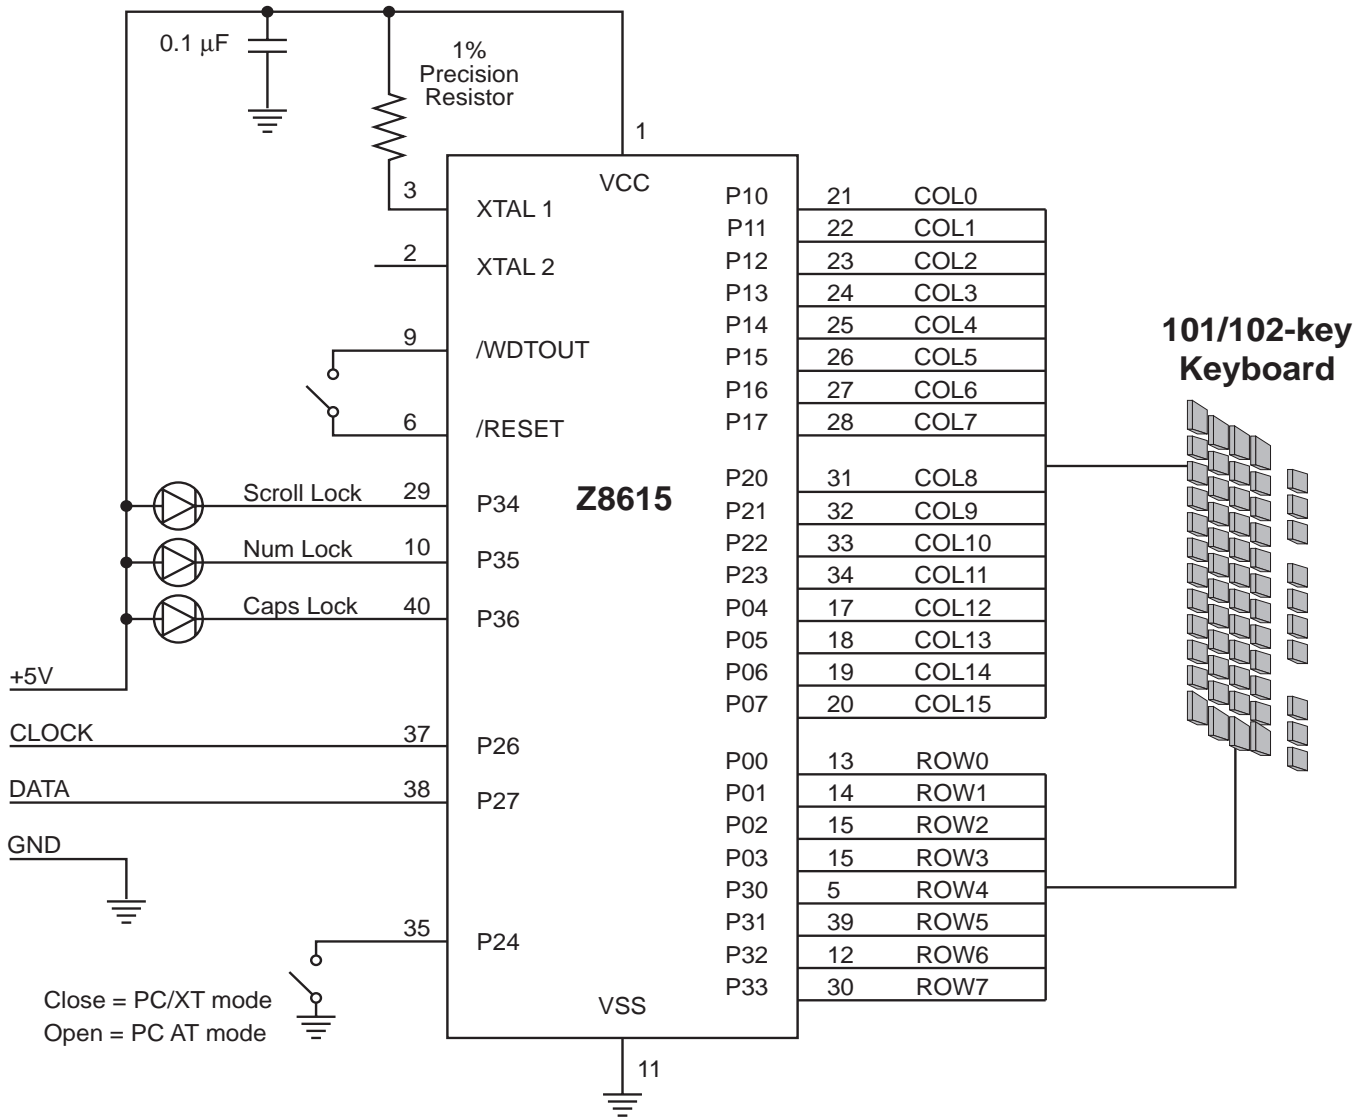 0.1 μF
1%
Precision
Resistor
1
VCC
3
XTAL 1
2
XTAL 2
9
/WDTOUT
6
/RESET
Z8615
Scroll Lock 29
P34
Num Lock 10
P35
Caps Lock 40
P36
+5V
CLOCK 37
P26
DATA 38
P27
GND
35
P24
Close = PC/XT mode
Open = PC AT mode
VSS
11
P10 21 COL0
P11 22 COL1
P12 23 COL2
P13 24 COL3
P14 25 COL4
P15 26 COL5
P16 27 COL6
P17 28 COL7
P20 31 COL8
P21 32 COL9
P22 33 COL10
P23 34 COL11
P04 17 COL12
P05 18 COL13
P06 19 COL14
P07 20 COL15
P00 13 ROW0
P01 14 ROW1
P02 15 ROW2
P03 15 ROW3
P30 5 ROW4
P31 39 ROW5
P32 12 ROW6
P33 30 ROW7
101/102-key
Keyboard